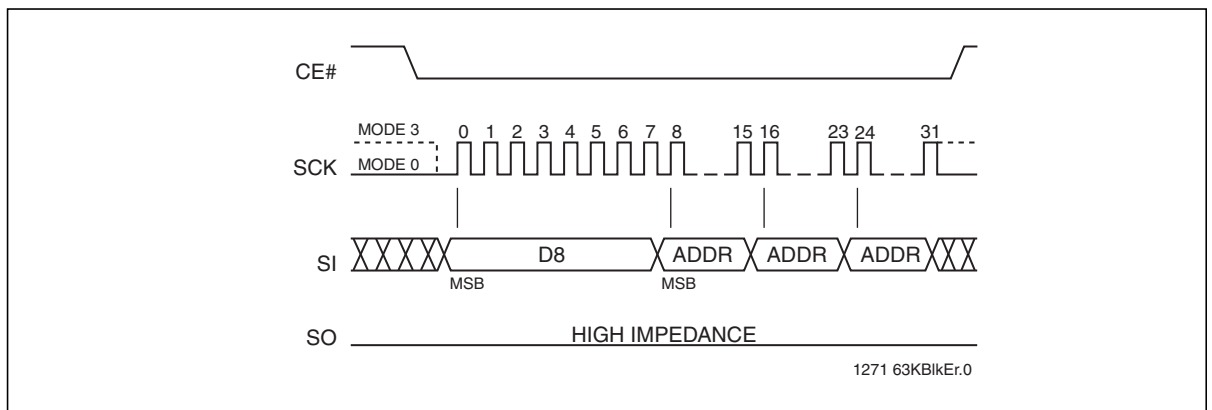 CE#
MODE 3
0 1 2 3 4 5 6 7 8 15 16 23 24 31
SCK MODE 0
SI D8 ADDR ADDR ADDR
MSB MSB
SO HIGH IMPEDANCE
1271 63KBlkEr.0